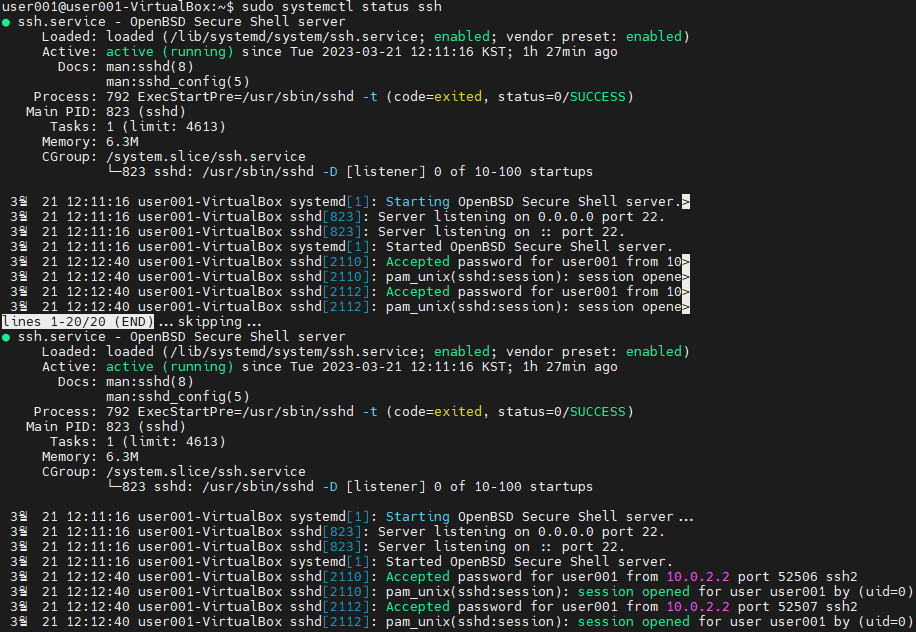 user001@user001-VirtualBox:~$ sudo systemctl status ssh
● ssh.service - OpenBSD Secure Shell server
     Loaded: loaded (/lib/systemd/system/ssh.service; enabled; vendor preset: enabled)
     Active: active (running) since Tue 2023-03-21 12:11:16 KST; 1h 27min ago
       Docs: man:sshd(8)
             man:sshd_config(5)
    Process: 792 ExecStartPre=/usr/sbin/sshd -t (code=exited, status=0/SUCCESS)
   Main PID: 823 (sshd)
      Tasks: 1 (limit: 4613)
     Memory: 6.3M
     CGroup: /system.slice/ssh.service
             └─823 sshd: /usr/sbin/sshd -D [listener] 0 of 10-100 startups

 3월  21 12:11:16 user001-VirtualBox systemd[1]: Starting OpenBSD Secure Shell server.>
 3월  21 12:11:16 user001-VirtualBox sshd[823]: Server listening on 0.0.0.0 port 22.
 3월  21 12:11:16 user001-VirtualBox sshd[823]: Server listening on :: port 22.
 3월  21 12:11:16 user001-VirtualBox systemd[1]: Started OpenBSD Secure Shell server.
 3월  21 12:12:40 user001-VirtualBox sshd[2110]: Accepted password for user001 from 10>
 3월  21 12:12:40 user001-VirtualBox sshd[2110]: pam_unix(sshd:session): session opene>
 3월  21 12:12:40 user001-VirtualBox sshd[2112]: Accepted password for user001 from 10>
 3월  21 12:12:40 user001-VirtualBox sshd[2112]: pam_unix(sshd:session): session opene>
lines 1-20/20 (END)...skipping...
● ssh.service - OpenBSD Secure Shell server
     Loaded: loaded (/lib/systemd/system/ssh.service; enabled; vendor preset: enabled)
     Active: active (running) since Tue 2023-03-21 12:11:16 KST; 1h 27min ago
       Docs: man:sshd(8)
             man:sshd_config(5)
    Process: 792 ExecStartPre=/usr/sbin/sshd -t (code=exited, status=0/SUCCESS)
   Main PID: 823 (sshd)
      Tasks: 1 (limit: 4613)
     Memory: 6.3M
     CGroup: /system.slice/ssh.service
             └─823 sshd: /usr/sbin/sshd -D [listener] 0 of 10-100 startups

 3월  21 12:11:16 user001-VirtualBox systemd[1]: Starting OpenBSD Secure Shell server...
 3월  21 12:11:16 user001-VirtualBox sshd[823]: Server listening on 0.0.0.0 port 22.
 3월  21 12:11:16 user001-VirtualBox sshd[823]: Server listening on :: port 22.
 3월  21 12:11:16 user001-VirtualBox systemd[1]: Started OpenBSD Secure Shell server.
 3월  21 12:12:40 user001-VirtualBox sshd[2110]: Accepted password for user001 from 10.0.2.2 port 52506 ssh2
 3월  21 12:12:40 user001-VirtualBox sshd[2110]: pam_unix(sshd:session): session opened for user user001 by (uid=0)
 3월  21 12:12:40 user001-VirtualBox sshd[2112]: Accepted password for user001 from 10.0.2.2 port 52507 ssh2
 3월  21 12:12:40 user001-VirtualBox sshd[2112]: pam_unix(sshd:session): session opened for user user001 by (uid=0)